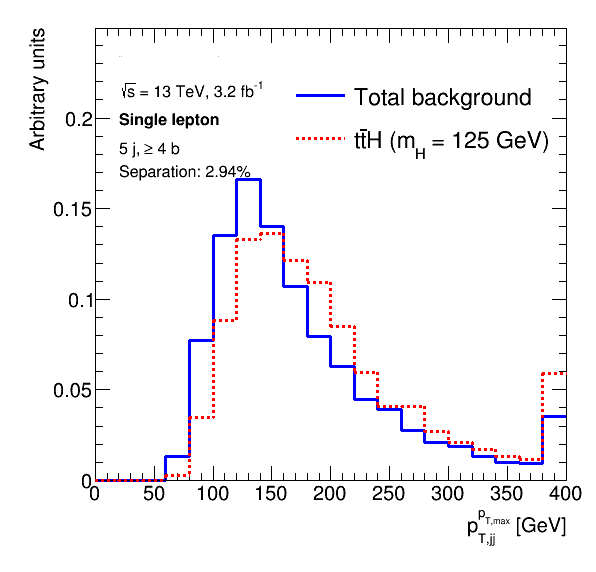 Arbitrary units
√s = 13 TeV, 3.2 fb⁻¹
Single lepton
5 j, ≥ 4 b
Separation: 2.94%
Total background
tt̄H (m_H = 125 GeV)
0.2
0.15
0.1
0.05
0
0 50 100 150 200 250 300 350 400
p_{T,jj}^{p_{T,max}} [GeV]